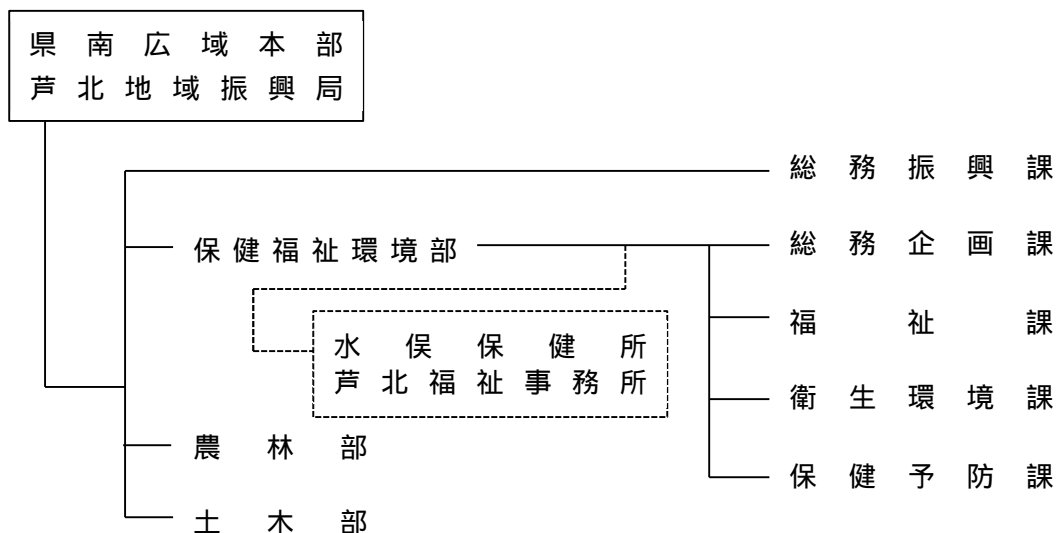 県南広域本部
芦北地域振興局
総務振興課
保健福祉環境部
総務企画課
水俣保健所
芦北福祉事務所
福祉課
衛生環境課
農林部
保健予防課
土木部